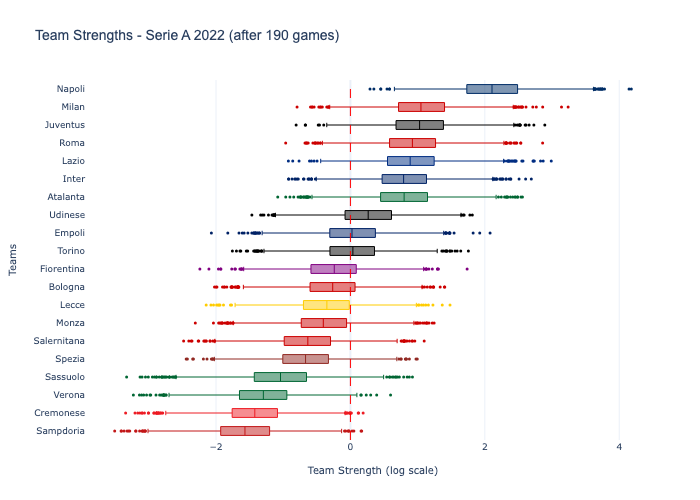 Team Strengths - Serie A 2022 (after 190 games)
Teams
Napoli
Milan
Juventus
Roma
Lazio
Inter
Atalanta
Udinese
Empoli
Torino
Fiorentina
Bologna
Lecce
Monza
Salernitana
Spezia
Sassuolo
Verona
Cremonese
Sampdoria
−2 0 2 4
Team Strength (log scale)